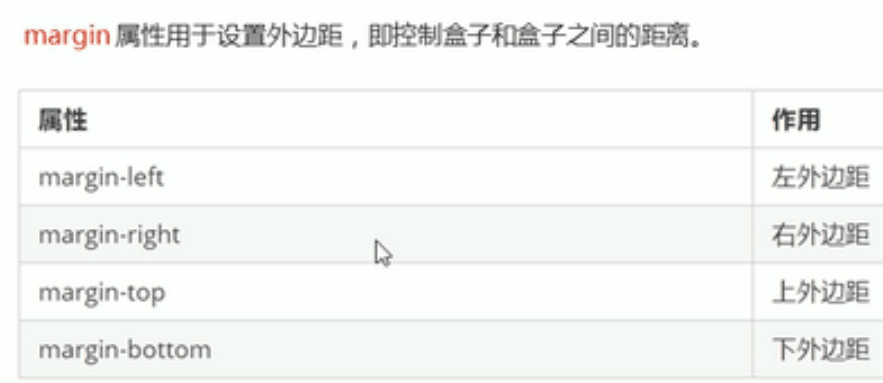 margin 属性用于设置外边距，即控制盒子和盒子之间的距离。
属性 作用
margin-left 左外边距
margin-right 右外边距
margin-top 上外边距
margin-bottom 下外边距